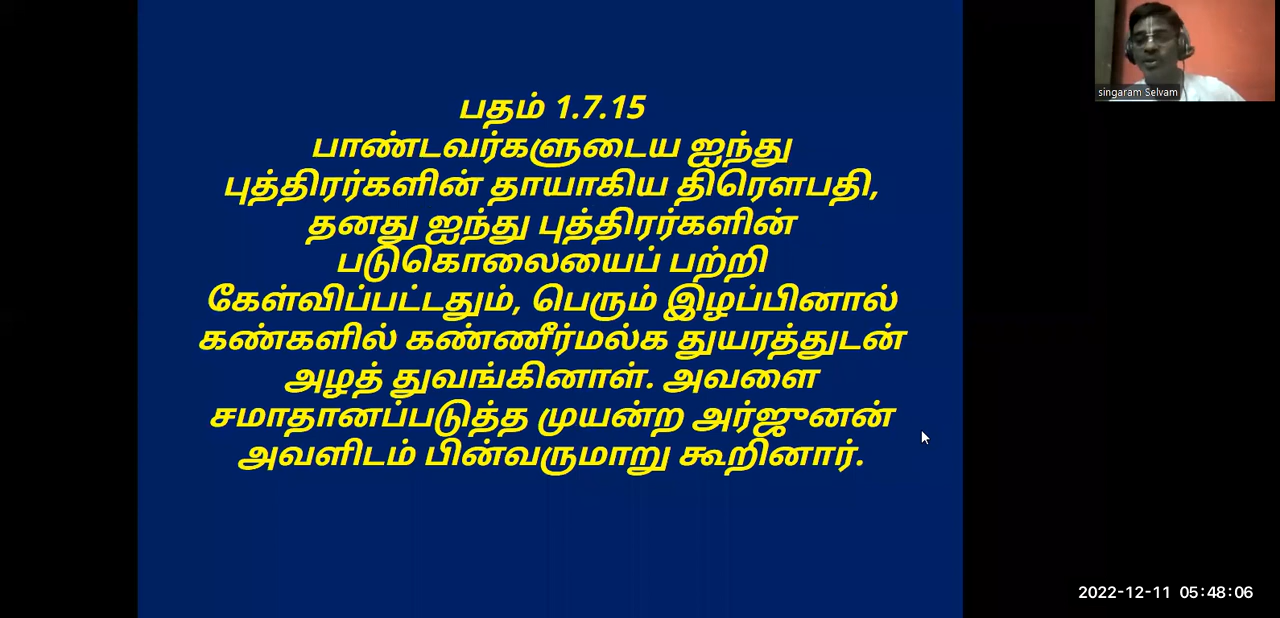 பதம் 1.7.15
பாண்டவர்களுடைய ஐந்து
புத்திரர்களின் தாயாகிய திரௌபதி,
தனது ஐந்து புத்திரர்களின்
படுகொலையைப் பற்றி
கேள்விப்பட்டதும், பெரும் இழப்பினால்
கண்களில் கண்ணீர்மல்க துயரத்துடன்
அழத் துவங்கினாள். அவளை
சமாதானப்படுத்த முயன்ற அர்ஜுனன்
அவளிடம் பின்வருமாறு கூறினார்.
singaram Selvam
2022-12-11 05:48:06